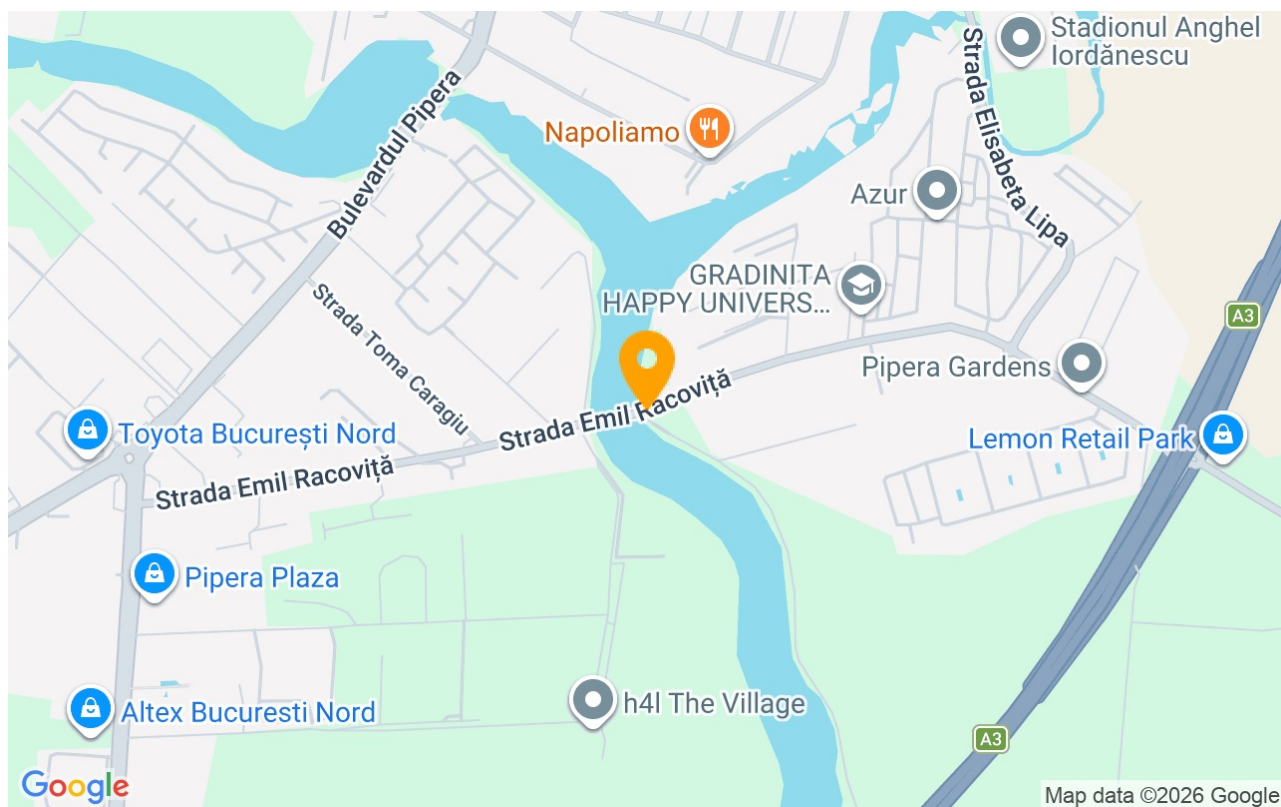 Stadionul Anghel
Iordănescu
Strada Elisabeta Lipa
Bulevardul Pipera
Napoliamo
Azur
GRADINITA
HAPPY UNIVERS...
A3
Strada Toma Caragiu
Pipera Gardens
Strada Emil Racoviță
Toyota București Nord
Lemon Retail Park
Strada Emil Racoviță
Pipera Plaza
h4l The Village
Altex Bucuresti Nord
A3
Google
Map data ©2026 Google